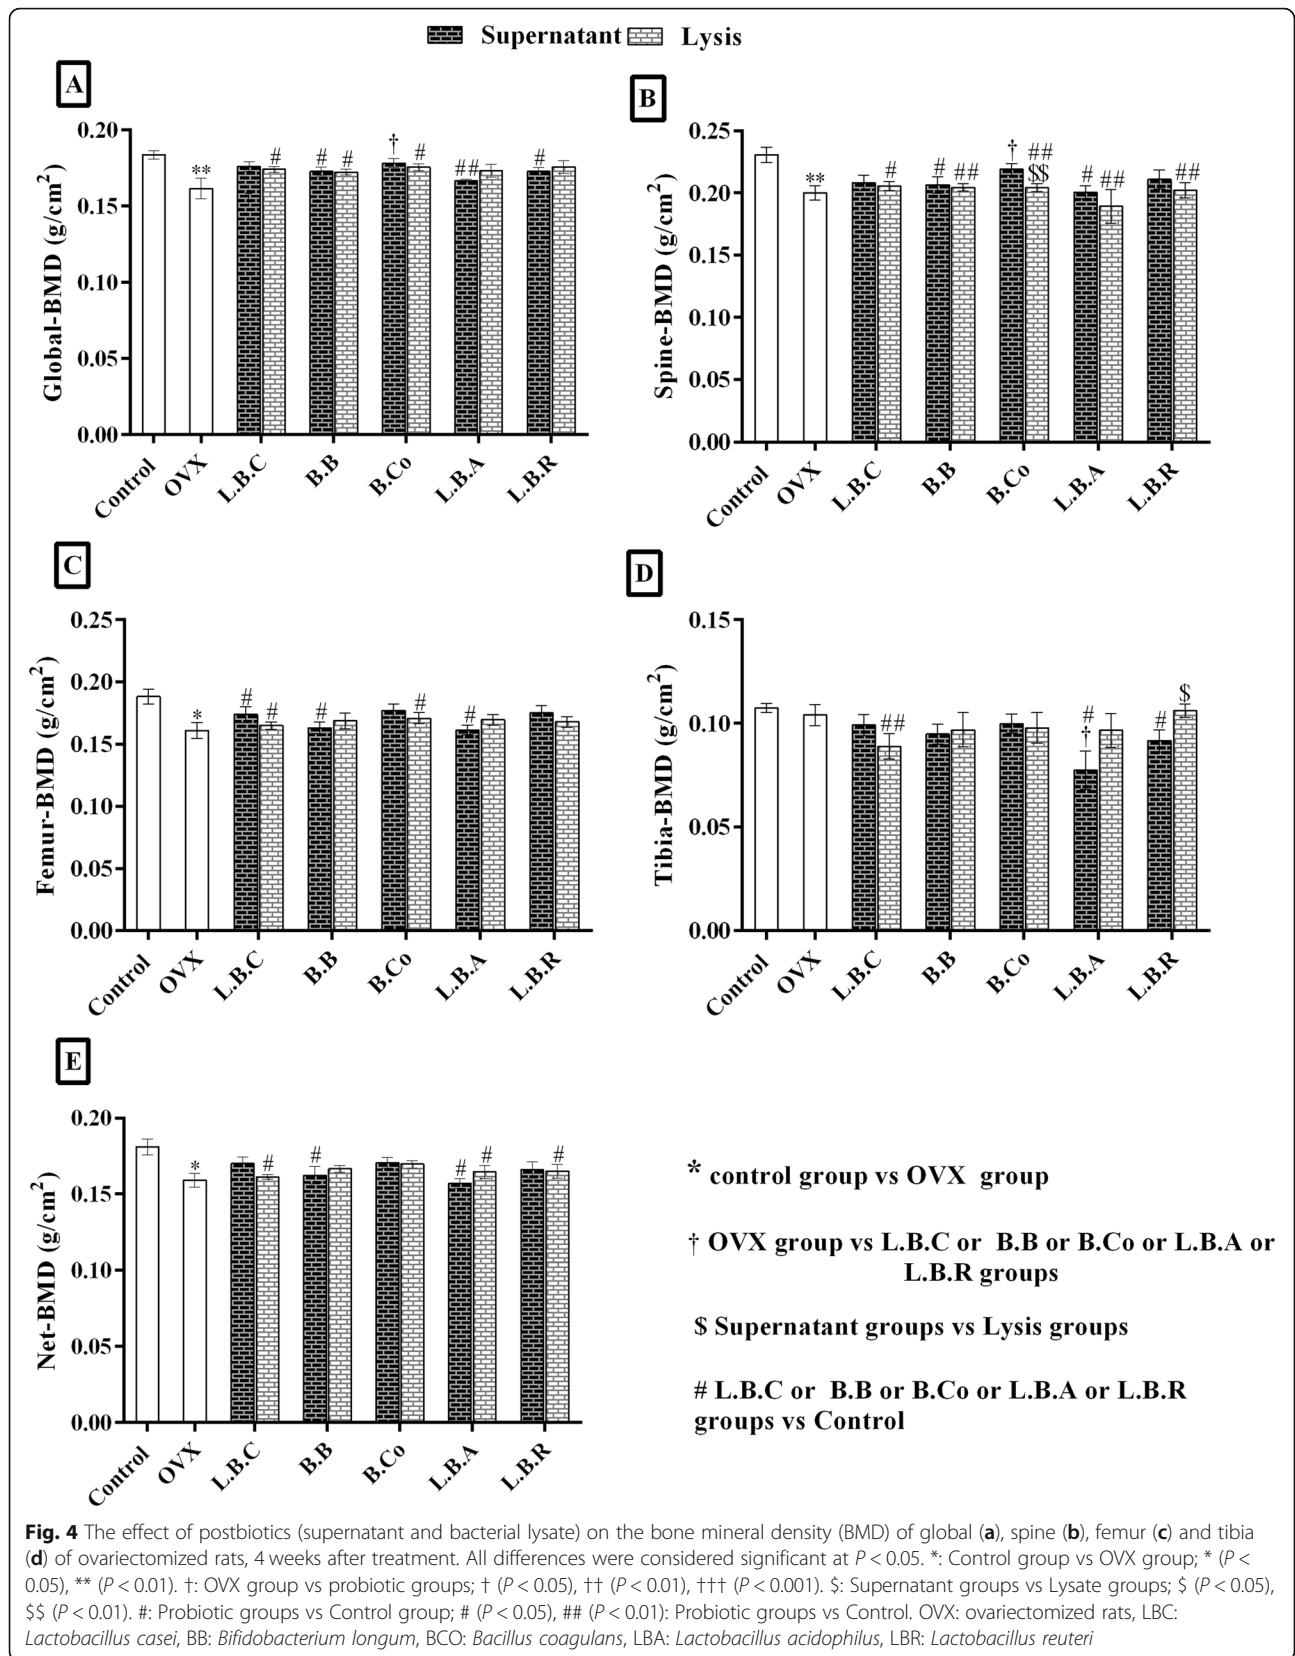 Supernatant Lysis
A
Global-BMD (g/cm²)
0.20
0.15
0.10
0.05
0.00
** # # # † # ## #
Control OVX L.B.C B.B B.Co L.B.A L.B.R
B
Spine-BMD (g/cm²)
0.25
0.20
0.15
0.10
0.05
0.00
** # # ## † ## $$ # ## ##
Control OVX L.B.C B.B B.Co L.B.A L.B.R
C
Femur-BMD (g/cm²)
0.25
0.20
0.15
0.10
0.05
0.00
* # # # # #
Control OVX L.B.C B.B B.Co L.B.A L.B.R
D
Tibia-BMD (g/cm²)
0.15
0.10
0.05
0.00
## # † # $
Control OVX L.B.C B.B B.Co L.B.A L.B.R
E
Net-BMD (g/cm²)
0.20
0.15
0.10
0.05
0.00
* # # # # #
Control OVX L.B.C B.B B.Co L.B.A L.B.R
* control group vs OVX group
† OVX group vs L.B.C or B.B or B.Co or L.B.A or
L.B.R groups
$ Supernatant groups vs Lysis groups
# L.B.C or B.B or B.Co or L.B.A or L.B.R
groups vs Control
Fig. 4 The effect of postbiotics (supernatant and bacterial lysate) on the bone mineral density (BMD) of global (a), spine (b), femur (c) and tibia
(d) of ovariectomized rats, 4 weeks after treatment. All differences were considered significant at P < 0.05. *: Control group vs OVX group; * (P <
0.05), ** (P < 0.01). †: OVX group vs probiotic groups; † (P < 0.05), †† (P < 0.01), ††† (P < 0.001). $: Supernatant groups vs Lysate groups; $ (P < 0.05),
$$ (P < 0.01). #: Probiotic groups vs Control group; # (P < 0.05), ## (P < 0.01): Probiotic groups vs Control. OVX: ovariectomized rats, LBC:
Lactobacillus casei, BB: Bifidobacterium longum, BCO: Bacillus coagulans, LBA: Lactobacillus acidophilus, LBR: Lactobacillus reuteri